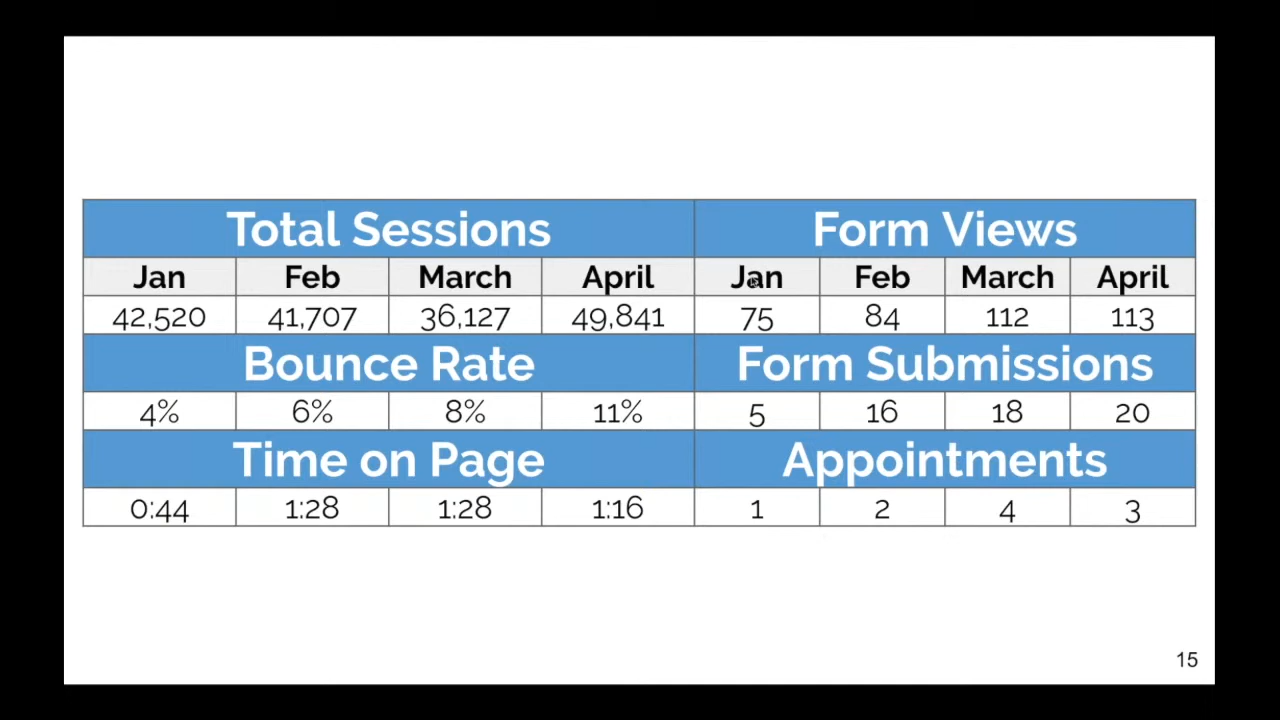 Total Sessions Form Views
Jan Feb March April Jan Feb March April
42,520 41,707 36,127 49,841 75 84 112 113
Bounce Rate Form Submissions
4% 6% 8% 11% 5 16 18 20
Time on Page Appointments
0:44 1:28 1:28 1:16 1 2 4 3
15